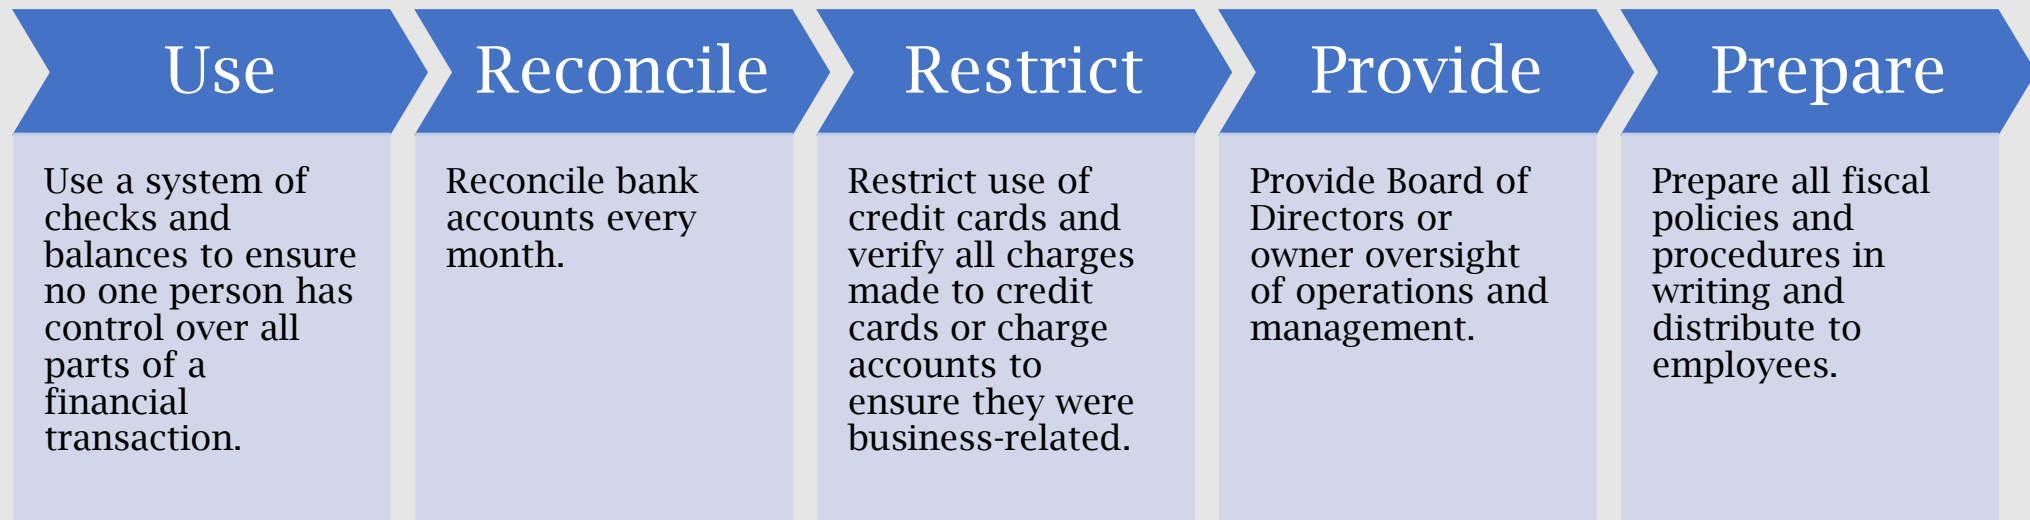 Use
Use a system of
checks and
balances to ensure
no one person has
control over all
parts of a
financial
transaction.
Reconcile
Reconcile bank
accounts every
month.
Restrict
Restrict use of
credit cards and
verify all charges
made to credit
cards or charge
accounts to
ensure they were
business-related.
Provide
Provide Board of
Directors or
owner oversight
of operations and
management.
Prepare
Prepare all fiscal
policies and
procedures in
writing and
distribute to
employees.